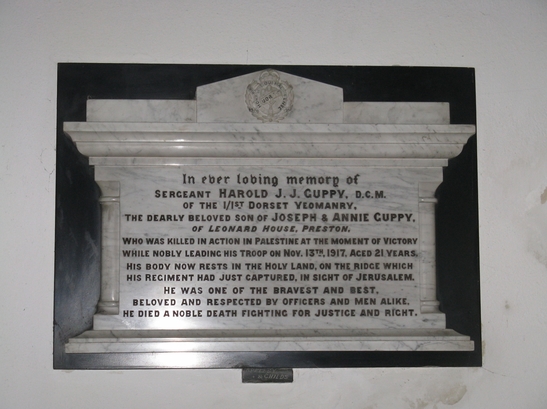 In ever loving memory of
SERGEANT HAROLD J. J. GUPPY, D.C.M.
OF THE 1/1ST DORSET YEOMANRY,
THE DEARLY BELOVED SON OF JOSEPH & ANNIE GUPPY,
OF LEONARD HOUSE, PRESTON.
WHO WAS KILLED IN ACTION IN PALESTINE AT THE MOMENT OF VICTORY
WHILE NOBLY LEADING HIS TROOP ON NOV. 13TH, 1917, AGED 21 YEARS,
HIS BODY NOW RESTS IN THE HOLY LAND, ON THE RIDGE WHICH
HIS REGIMENT HAD JUST CAPTURED, IN SIGHT OF JERUSALEM.
HE WAS ONE OF THE BRAVEST AND BEST,
BELOVED AND RESPECTED BY OFFICERS AND MEN ALIKE,
HE DIED A NOBLE DEATH FIGHTING FOR JUSTICE AND RIGHT.